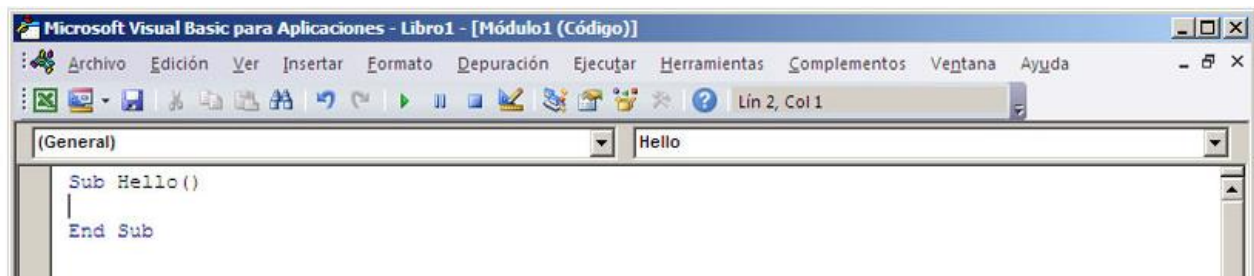 Microsoft Visual Basic para Aplicaciones - Libro1 - [Módulo1 (Código)]
Archivo Edición Ver Insertar Formato Depuración Ejecutar Herramientas Complementos Ventana Ayuda
Lín 2, Col 1
(General) Hello
Sub Hello()
End Sub